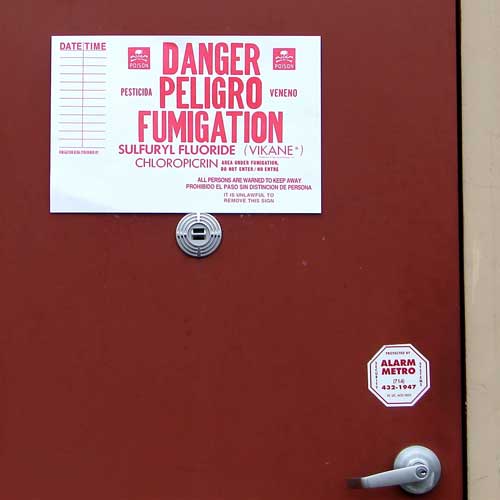 DATE TIME
POISON
POISON
DANGER
PESTICIDA PELIGRO VENENO
FUMIGATION
SULFURYL FLUORIDE (VIKANE*)
CHLOROPICRIN AREA UNDER FUMIGATION,
DO NOT ENTER / NO ENTRE
ALL PERSONS ARE WARNED TO KEEP AWAY
PROHIBIDO EL PASO SIN DISTINCION DE PERSONA
IT IS UNLAWFUL TO
REMOVE THIS SIGN
PROTECTED BY
ALARM
METRO
(714)
432-1947